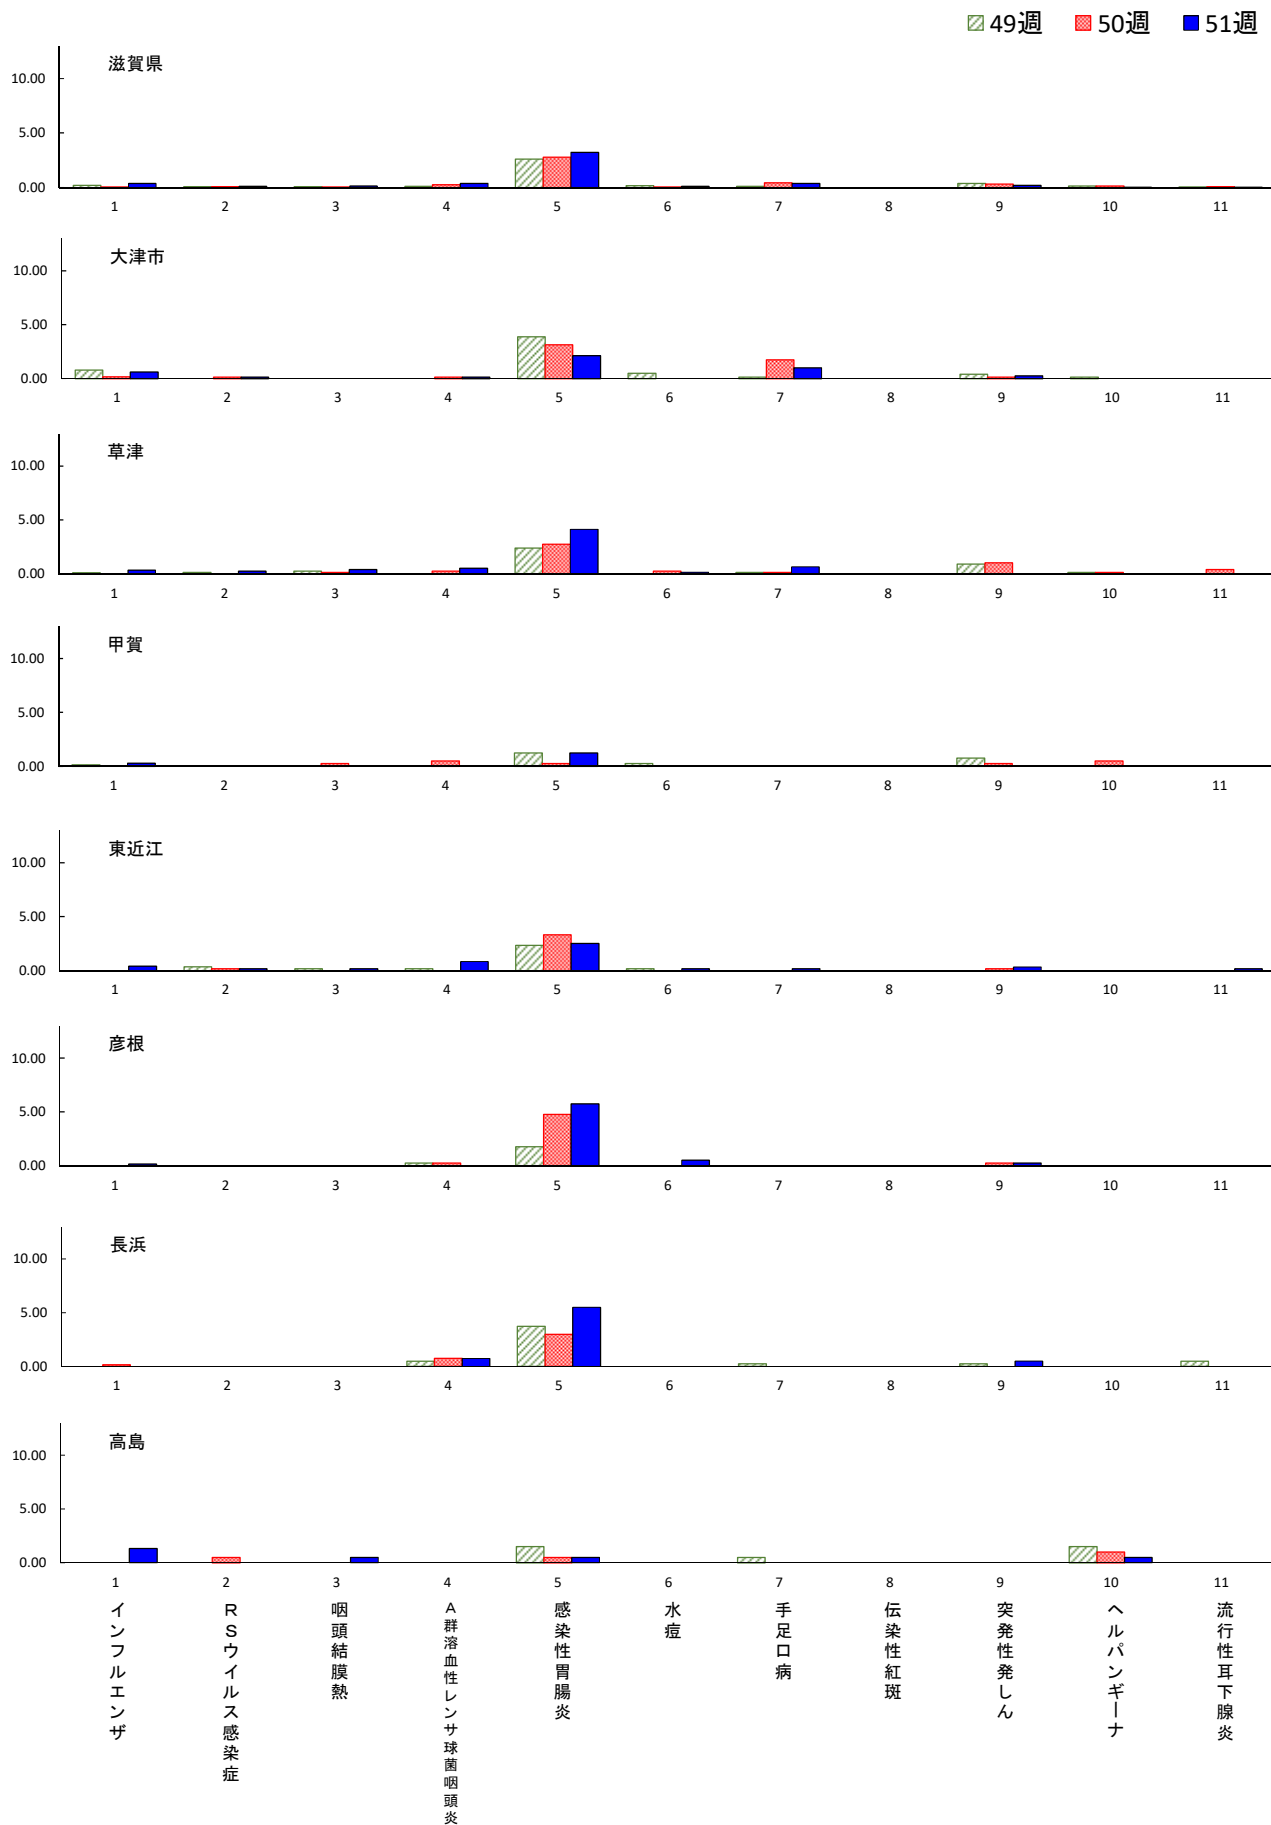 49週 50週 51週
滋賀県
10.00
5.00
0.00
1 2 3 4 5 6 7 8 9 10 11
大津市
10.00
5.00
0.00
1 2 3 4 5 6 7 8 9 10 11
草津
10.00
5.00
0.00
1 2 3 4 5 6 7 8 9 10 11
甲賀
10.00
5.00
0.00
1 2 3 4 5 6 7 8 9 10 11
東近江
10.00
5.00
0.00
1 2 3 4 5 6 7 8 9 10 11
彦根
10.00
5.00
0.00
1 2 3 4 5 6 7 8 9 10 11
長浜
10.00
5.00
0.00
1 2 3 4 5 6 7 8 9 10 11
高島
10.00
5.00
0.00
1 2 3 4 5 6 7 8 9 10 11
インフルエンザ
RSウイルス感染症
咽頭結膜熱
A群溶血性レンサ球菌咽頭炎
感染性胃腸炎
水痘
手足口病
伝染性紅斑
突発性発しん
ヘルパンギーナ
流行性耳下腺炎